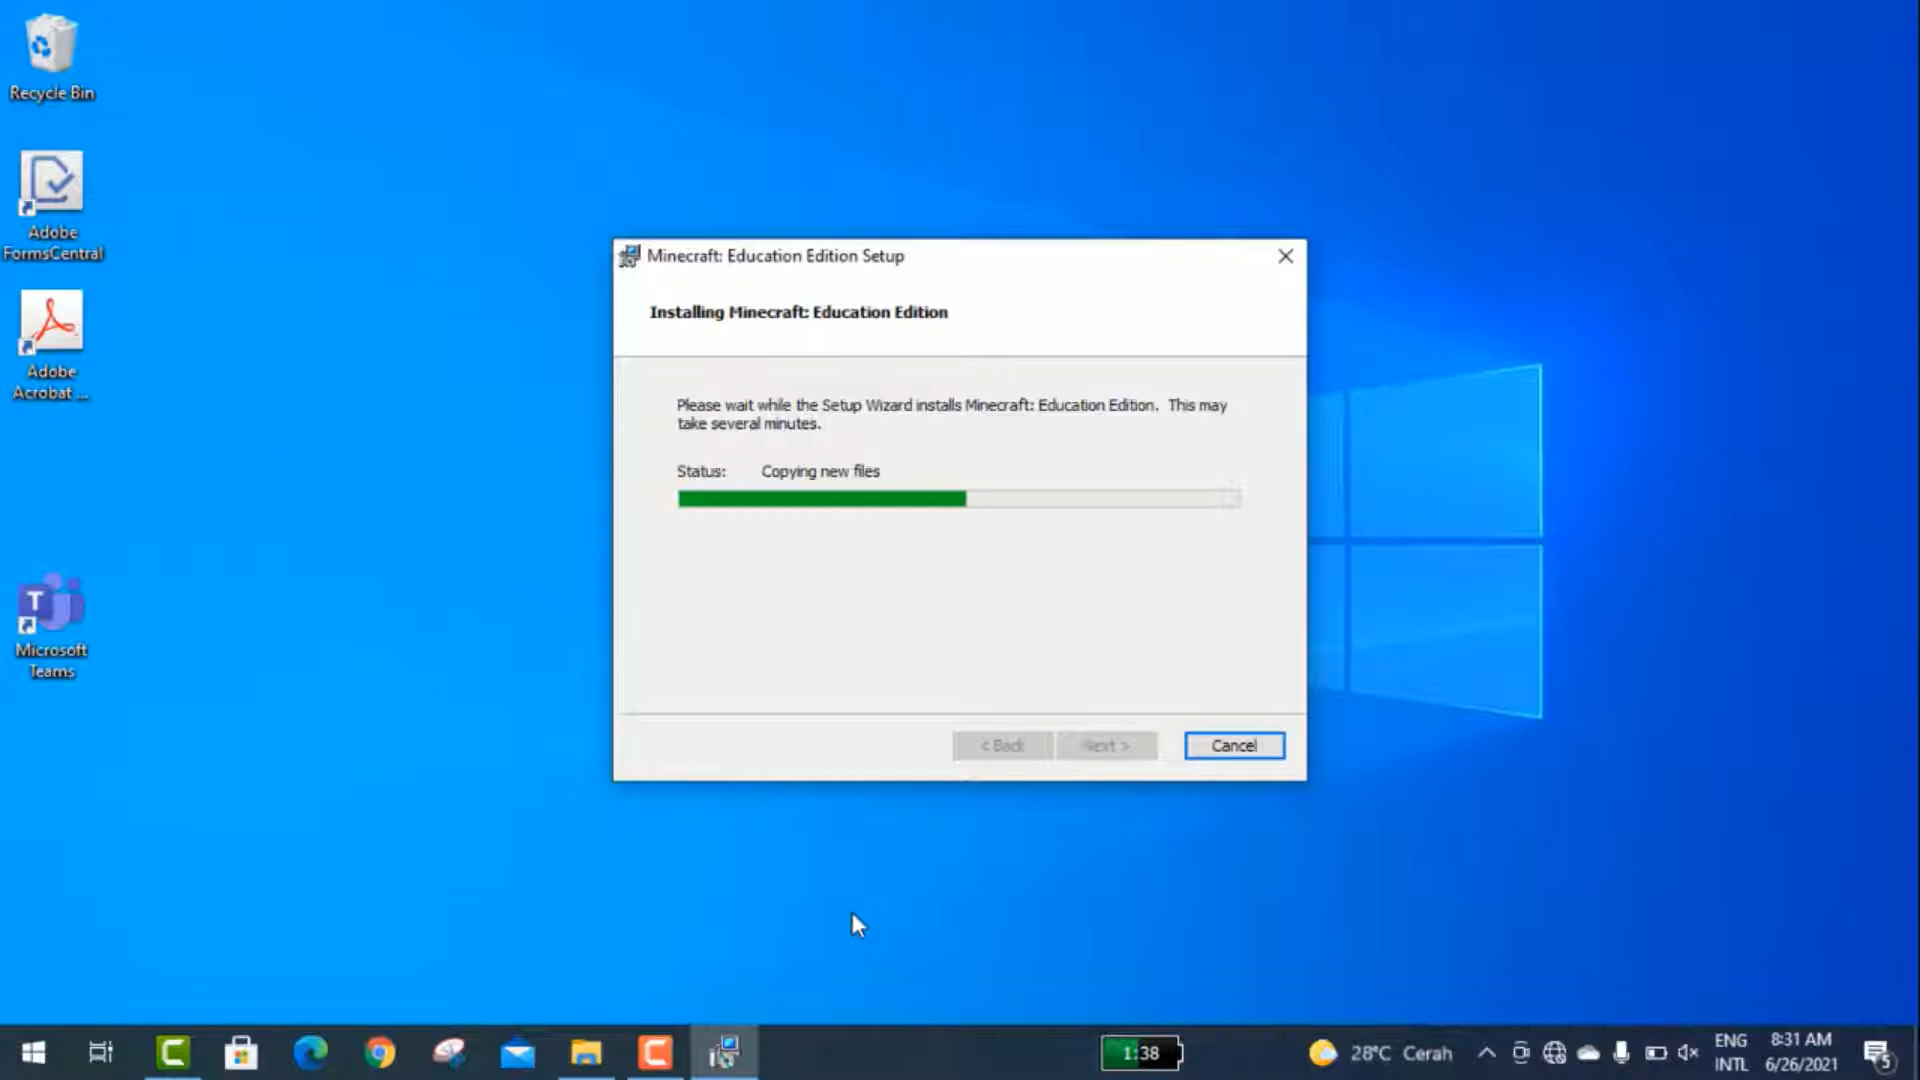 Recycle Bin
Adobe
FormsCentral
Adobe
Acrobat ...
Microsoft
Teams
Minecraft: Education Edition Setup
Installing Minecraft: Education Edition
Please wait while the Setup Wizard installs Minecraft: Education Edition. This may
take several minutes.
Status: Copying new files
< Back
Next >
Cancel
1:38
28°C Cerah
ENG
INTL
8:31 AM
6/26/2021
5